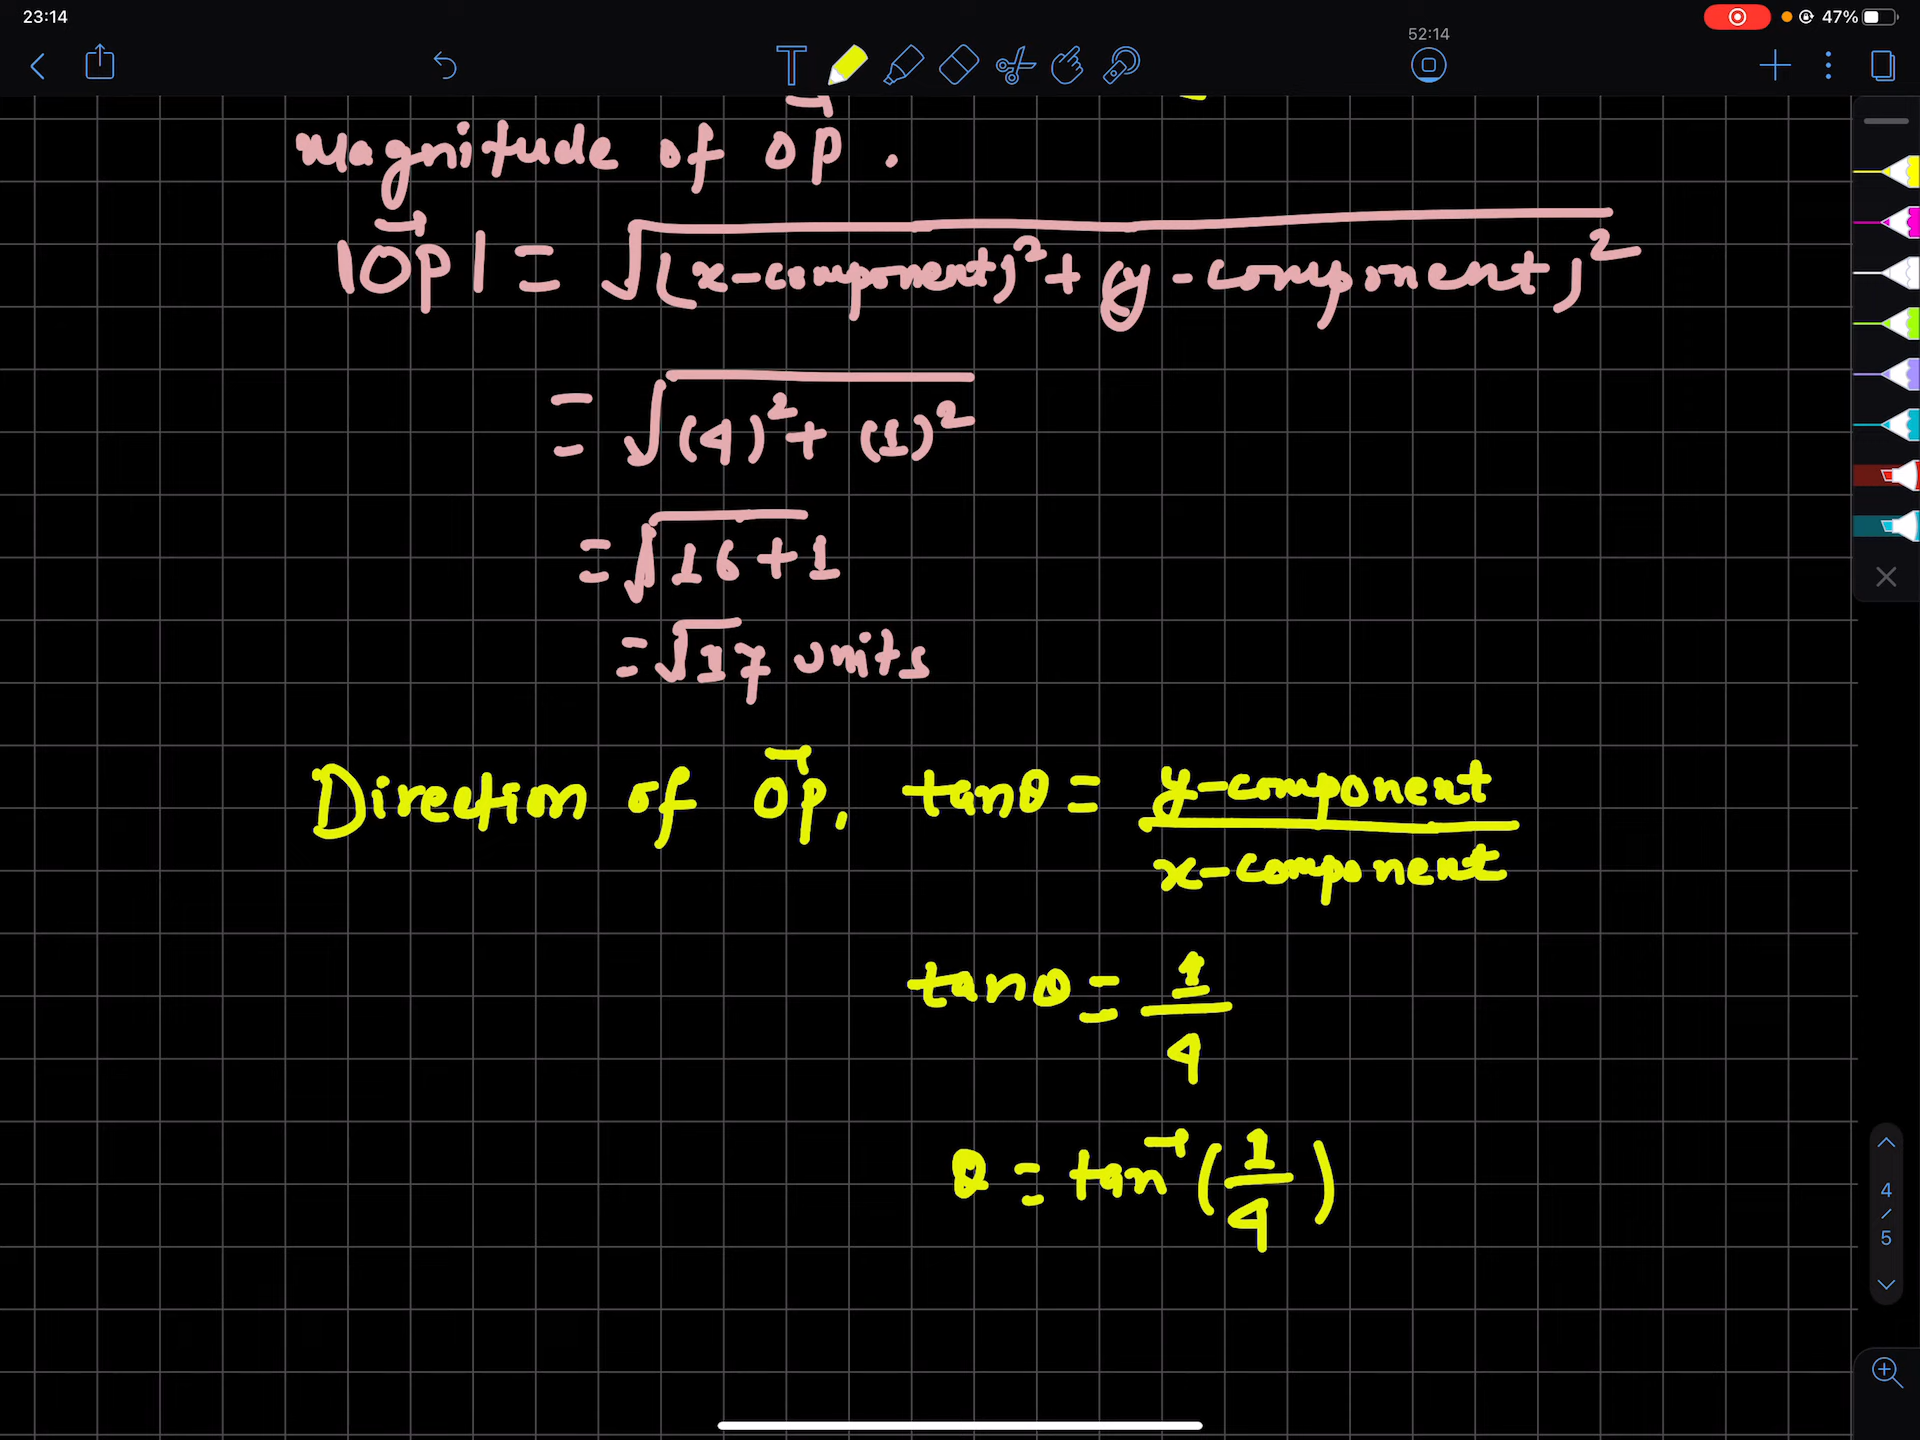 23:14
47%
52:14
T
Magnitude of OP⃗ .
|OP⃗| = √((x-component)² + (y-component)²)
= √((4)² + (1)²)
= √(16+1)
= √17 units
Direction of OP⃗, tanθ = y-component / x-component
tanθ = 1/4
θ = tan⁻¹(1/4)
4
/
5